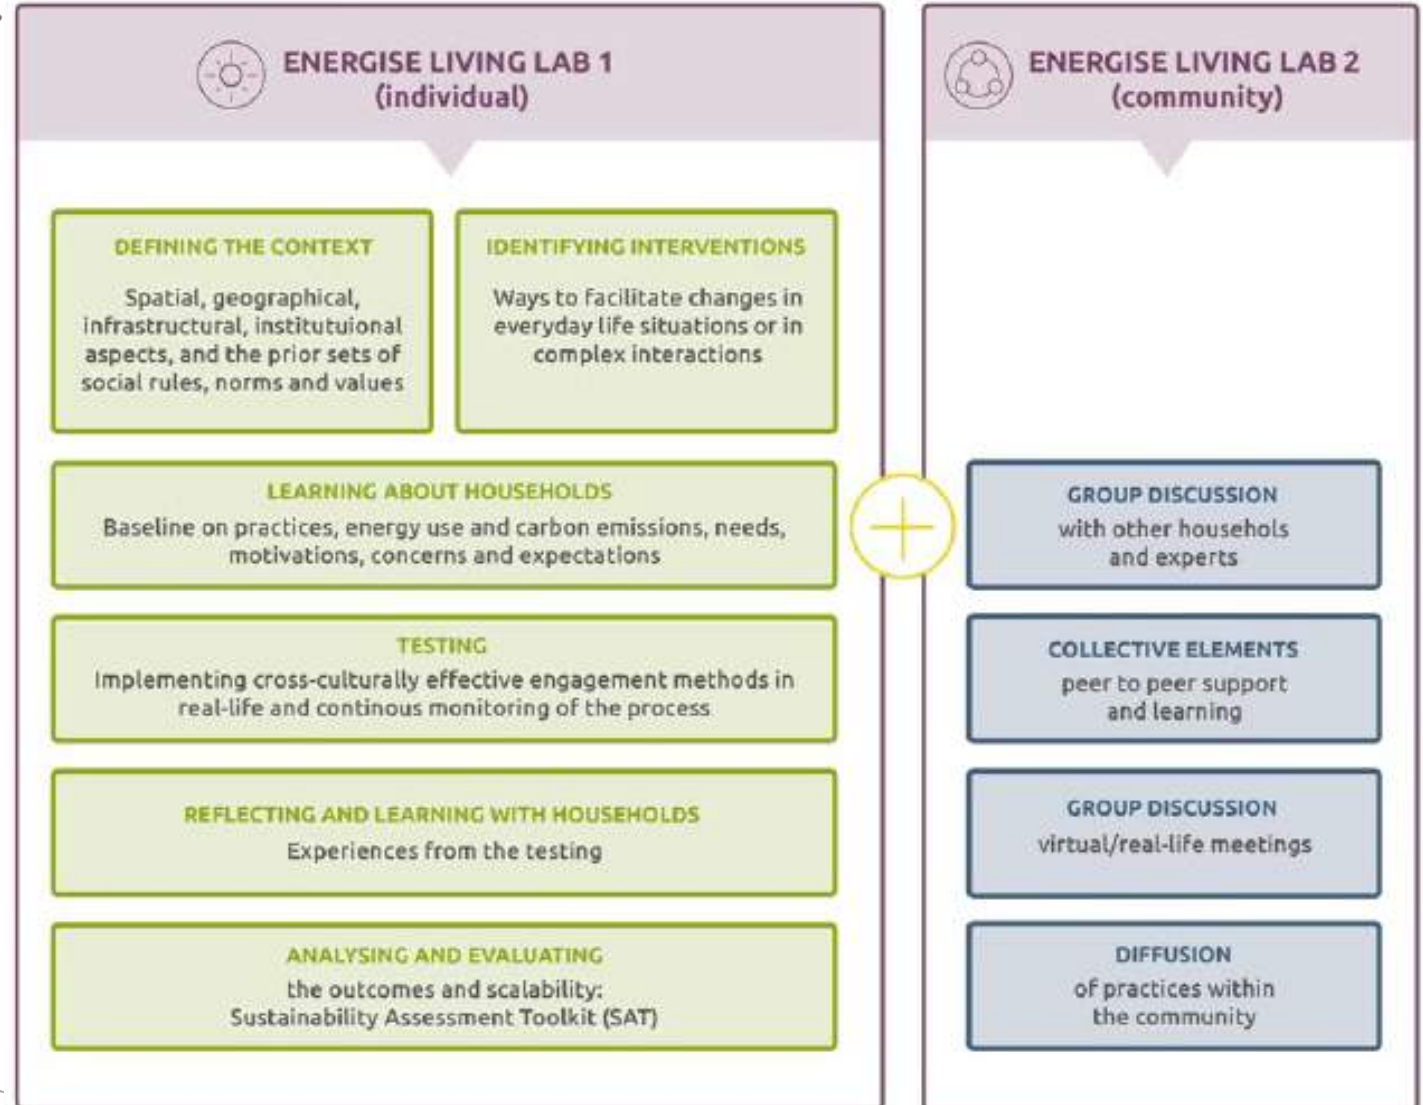 ENERGISE LIVING LAB 1
(individual)
DEFINING THE CONTEXT
Spatial, geographical,
infrastructural, institutuional
aspects, and the prior sets of
social rules, norms and values
IDENTIFYING INTERVENTIONS
Ways to facilitate changes in
everyday life situations or in
complex interactions
LEARNING ABOUT HOUSEHOLDS
Baseline on practices, energy use and carbon emissions, needs,
motivations, concerns and expectations
TESTING
Implementing cross-culturally effective engagement methods in
real-life and continous monitoring of the process
REFLECTING AND LEARNING WITH HOUSEHOLDS
Experiences from the testing
ANALYSING AND EVALUATING
the outcomes and scalability:
Sustainability Assessment Toolkit (SAT)
ENERGISE LIVING LAB 2
(community)
GROUP DISCUSSION
with other househols
and experts
COLLECTIVE ELEMENTS
peer to peer support
and learning
GROUP DISCUSSION
virtual/real-life meetings
DIFFUSION
of practices within
the community